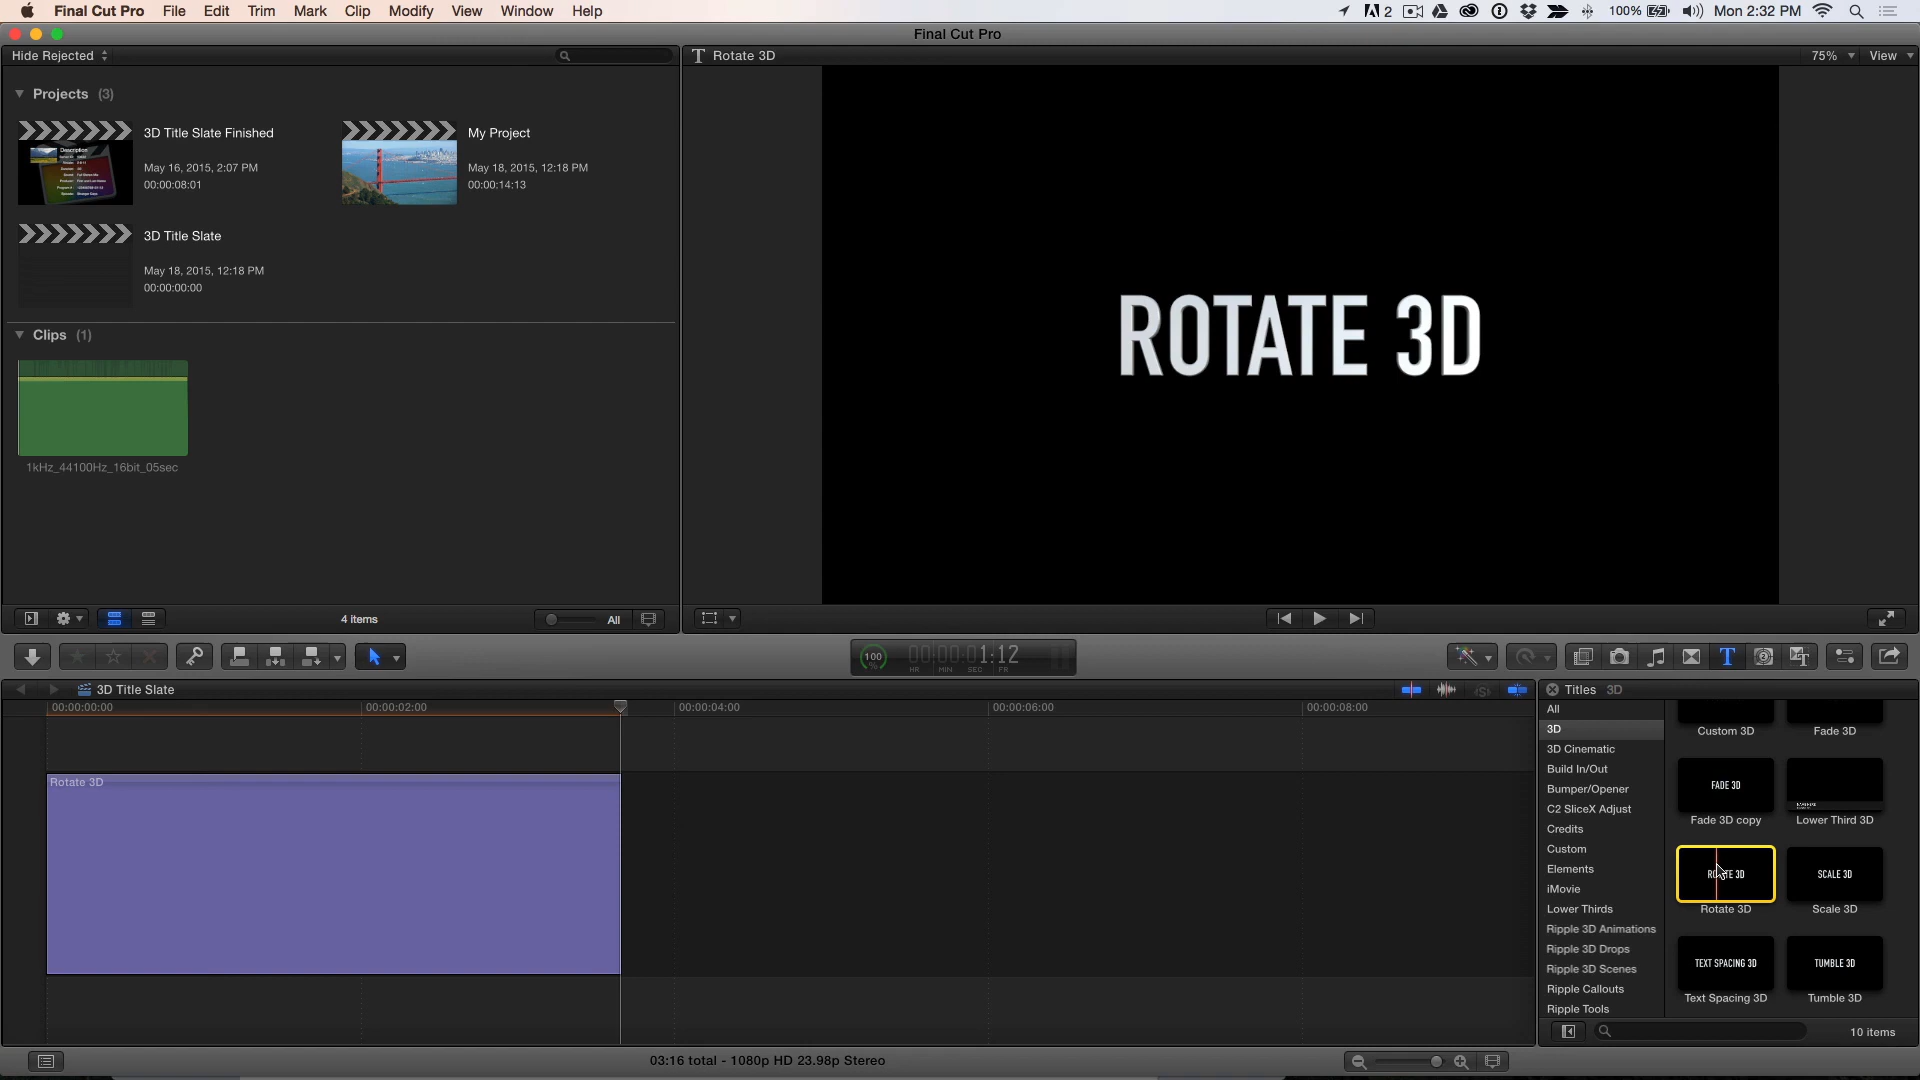 Final Cut Pro File Edit Trim Mark Clip Modify View Window Help
2 100% Mon 2:32 PM
Final Cut Pro
Hide Rejected
Rotate 3D 75% View
Projects (3)
3D Title Slate Finished
May 16, 2015, 2:07 PM
00:00:08:01
My Project
May 18, 2015, 12:18 PM
00:00:14:13
3D Title Slate
May 18, 2015, 12:18 PM
00:00:00:00
Clips (1)
1kHz_44100Hz_16bit_05sec
ROTATE 3D
4 items
All
100 %
1:12
HR MIN SEC FR
3D Title Slate
00:00:00:00 00:00:02:00 00:00:04:00 00:00:06:00 00:00:08:00
Rotate 3D
Titles 3D
All
3D
3D Cinematic
Build In/Out
Bumper/Opener
C2 SliceX Adjust
Credits
Custom
Elements
iMovie
Lower Thirds
Ripple 3D Animations
Ripple 3D Drops
Ripple 3D Scenes
Ripple Callouts
Ripple Tools
Custom 3D
Fade 3D
FADE 3D
Fade 3D copy
Lower Third 3D
Rotate 3D
SCALE 3D
Scale 3D
TEXT SPACING 3D
Text Spacing 3D
TUMBLE 3D
Tumble 3D
10 items
03:16 total - 1080p HD 23.98p Stereo